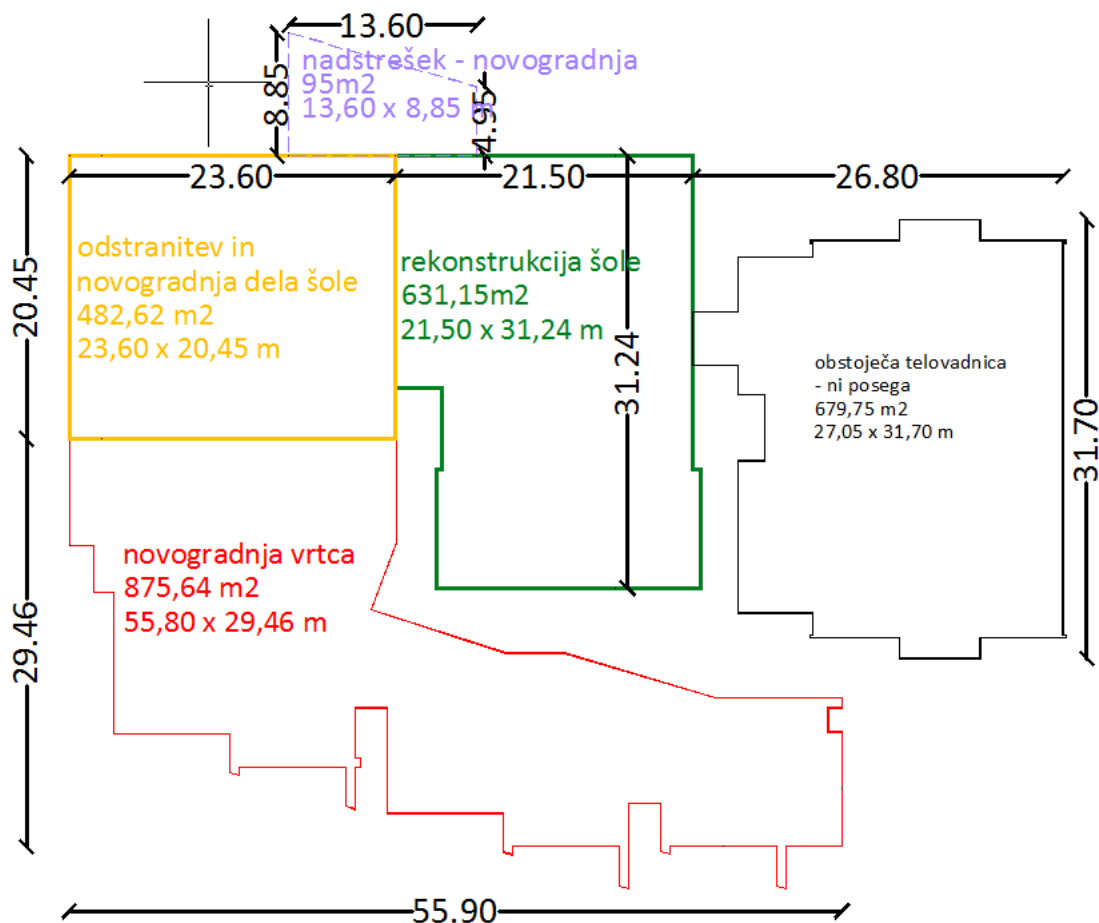 13.60
nadstrešek - novogradnja
95m2
13,60 x 8,85 m
8.85
4.95
23.60
21.50
26.80
odstranitev in
novogradnja dela šole
482,62 m2
23,60 x 20,45 m
20.45
rekonstrukcija šole
631,15m2
21,50 x 31,24 m
31.24
obstoječa telovadnica
- ni posega
679,75 m2
27,05 x 31,70 m
31.70
novogradnja vrtca
875,64 m2
55,80 x 29,46 m
29.46
55.90